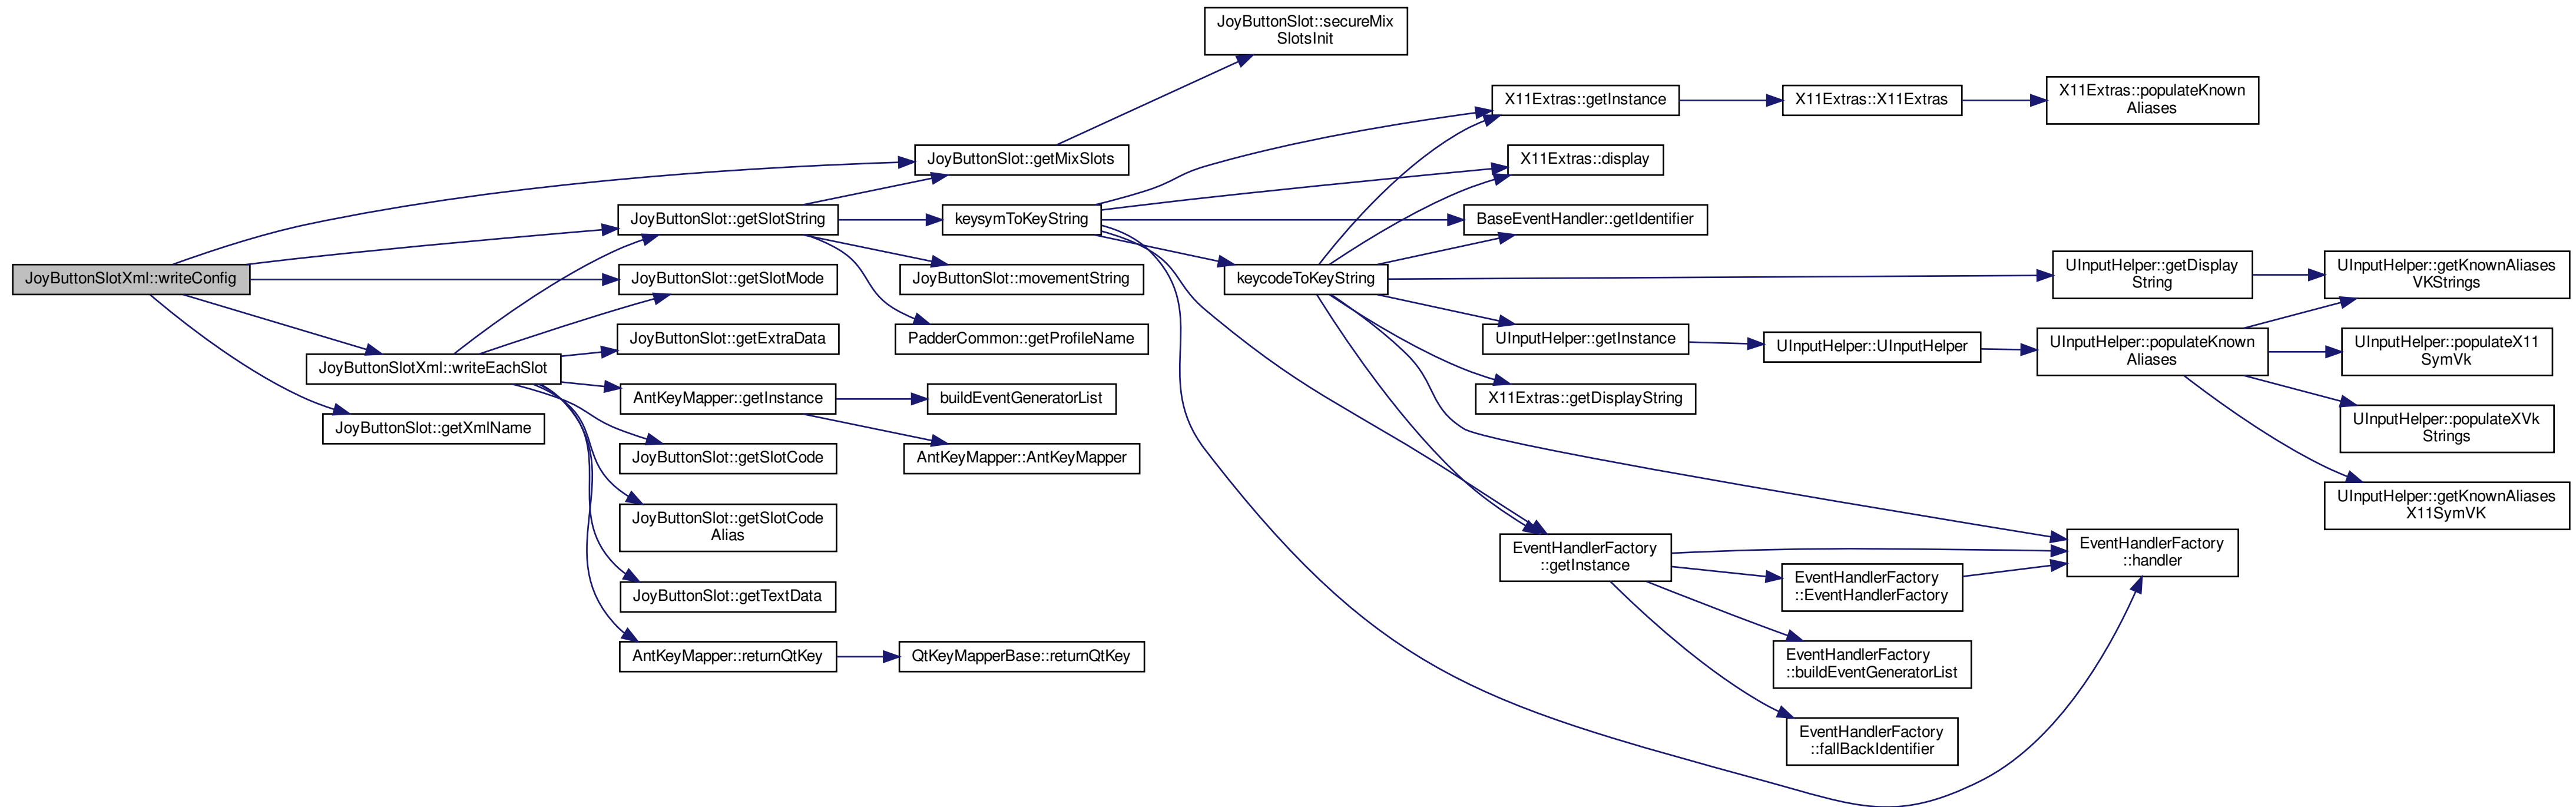 JoyButtonSlotXml::writeConfig
JoyButtonSlotXml::writeEachSlot
JoyButtonSlot::getXmlName
JoyButtonSlot::getSlotString
JoyButtonSlot::getSlotMode
JoyButtonSlot::getExtraData
AntKeyMapper::getInstance
JoyButtonSlot::getSlotCode
JoyButtonSlot::getSlotCode
Alias
JoyButtonSlot::getTextData
AntKeyMapper::returnQtKey
JoyButtonSlot::getMixSlots
keysymToKeyString
JoyButtonSlot::movementString
PadderCommon::getProfileName
buildEventGeneratorList
AntKeyMapper::AntKeyMapper
QtKeyMapperBase::returnQtKey
JoyButtonSlot::secureMix
SlotsInit
keycodeToKeyString
X11Extras::getInstance
X11Extras::display
BaseEventHandler::getIdentifier
UInputHelper::getInstance
X11Extras::getDisplayString
EventHandlerFactory
::getInstance
X11Extras::X11Extras
UInputHelper::UInputHelper
EventHandlerFactory
::EventHandlerFactory
EventHandlerFactory
::buildEventGeneratorList
EventHandlerFactory
::fallBackIdentifier
X11Extras::populateKnown
Aliases
UInputHelper::getDisplay
String
UInputHelper::populateKnown
Aliases
EventHandlerFactory
::handler
UInputHelper::getKnownAliases
VKStrings
UInputHelper::populateX11
SymVk
UInputHelper::populateXVk
Strings
UInputHelper::getKnownAliases
X11SymVK